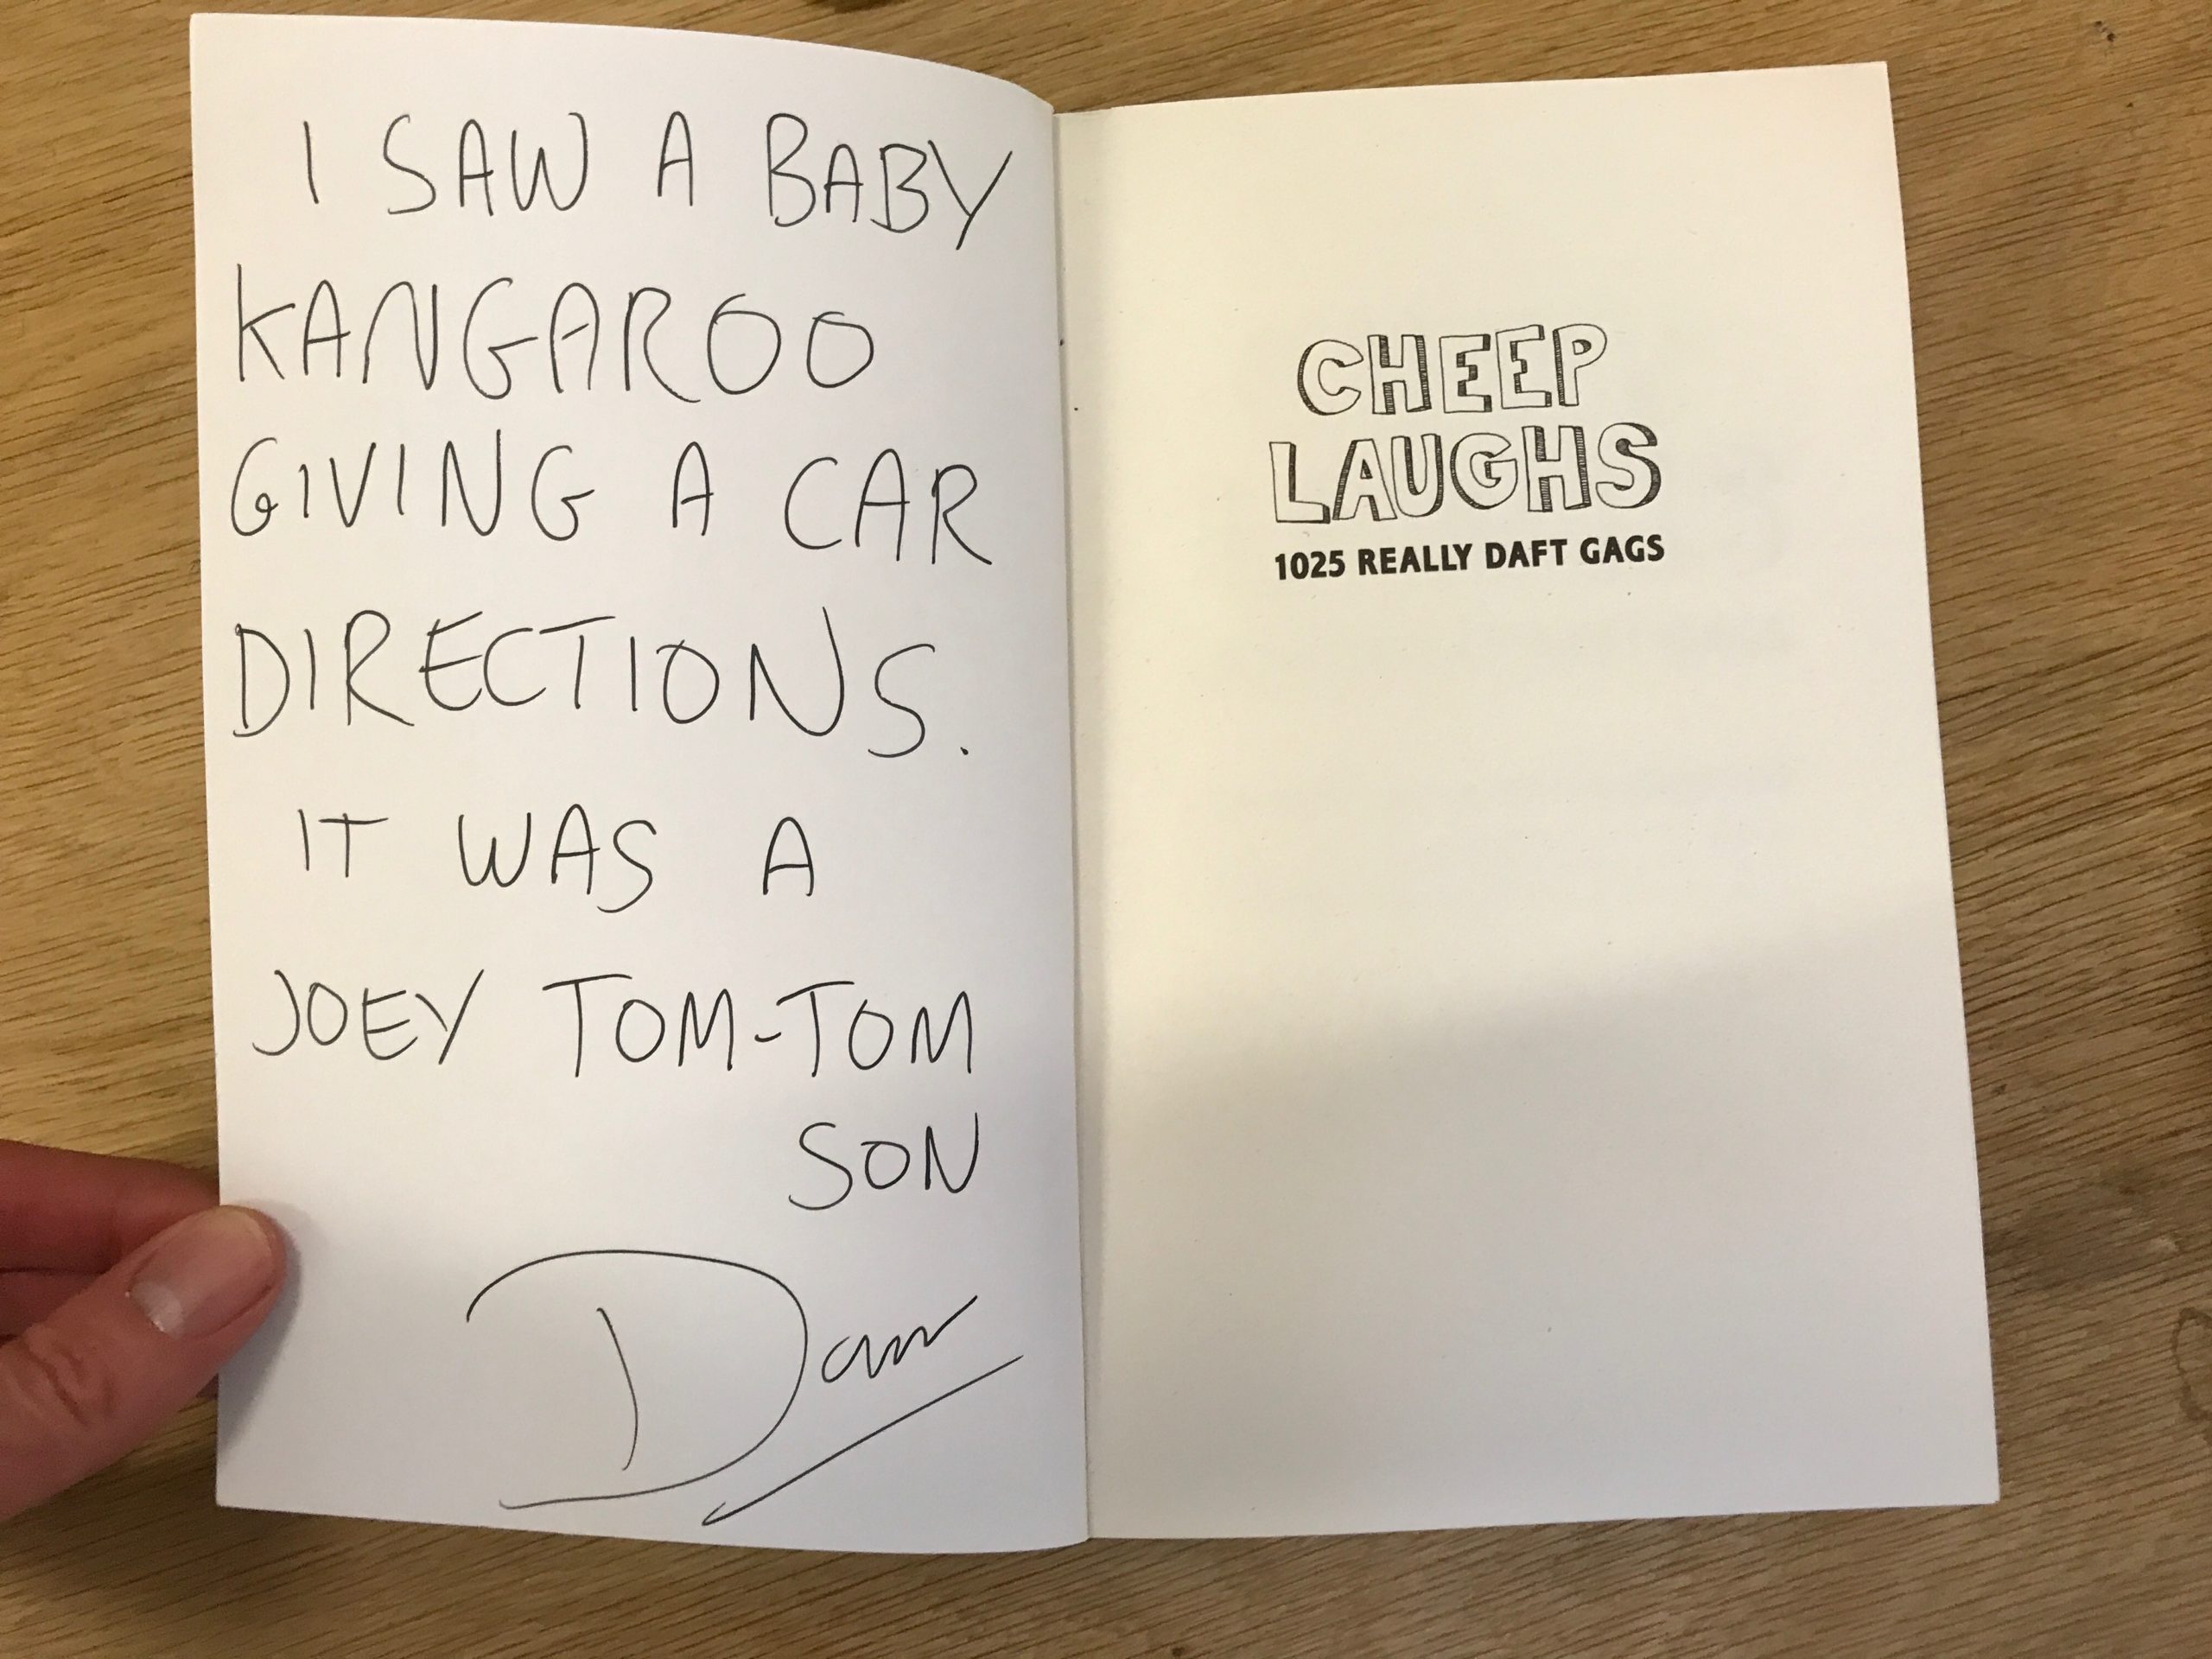 I SAW A BABY
KANGAROO
GIVING A CAR
DIRECTIONS.
IT WAS A
JOEY TOM-TOM
SON
CHEEP
LAUGHS
1025 REALLY DAFT GAGS